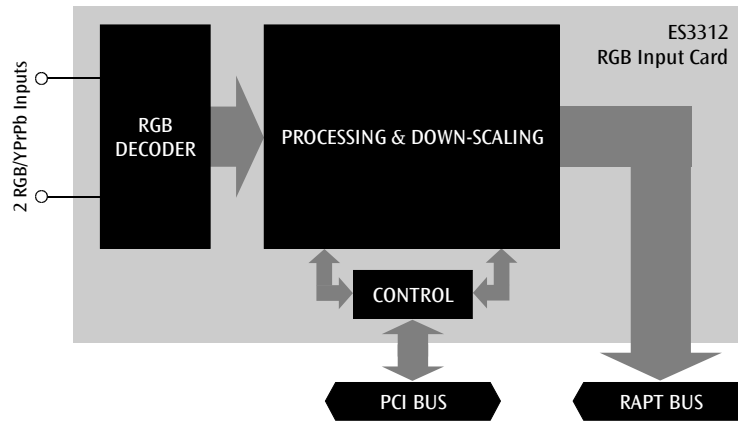 ES3312
RGB Input Card
2 RGB/YPrPb Inputs
RGB
DECODER
PROCESSING & DOWN-SCALING
CONTROL
PCI BUS
RAPT BUS